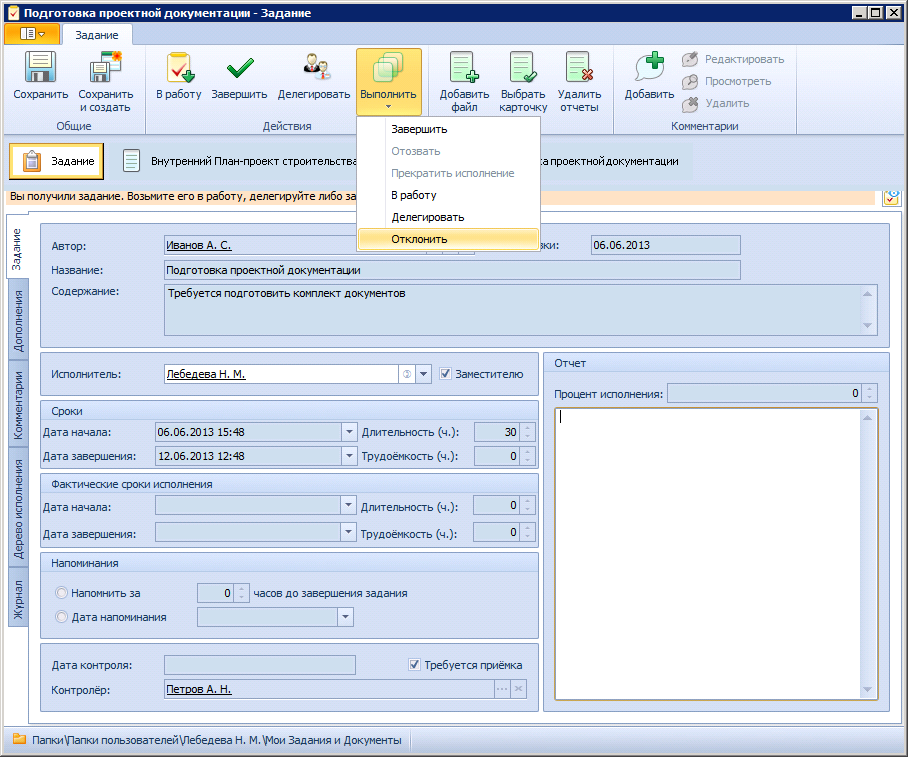 Подготовка проектной документации - Задание
Задание
Сохранить
Сохранить
и создать
В работу
Завершить
Делегировать
Выполнить
Добавить
файл
Выбрать
карточку
Удалить
отчеты
Добавить
Редактировать
Просмотреть
Удалить
Общие
Действия
Комментарии
Завершить
Отозвать
Прекратить исполнение
В работу
Делегировать
Отклонить
Задание
Внутренний План-проект строительства
проектной документации
Вы получили задание. Возьмите его в работу, делегируйте либо за
Задание
Дополнения
Комментарии
Дерево исполнения
Журнал
Автор:
Иванов А. С.
ки:
06.06.2013
Название:
Подготовка проектной документации
Содержание:
Требуется подготовить комплект документов
Исполнитель:
Лебедева Н. М.
Заместителю
Сроки
Дата начала:
06.06.2013 15:48
Длительность (ч.):
30
Дата завершения:
12.06.2013 12:48
Трудоёмкость (ч.):
0
Фактические сроки исполнения
Дата начала:
Длительность (ч.):
0
Дата завершения:
Трудоёмкость (ч.):
0
Напоминания
Напомнить за
0
часов до завершения задания
Дата напоминания
Дата контроля:
Требуется приёмка
Контролёр:
Петров А. Н.
Отчет
Процент исполнения:
0
Папки\Папки пользователей\Лебедева Н. М.\Мои Задания и Документы